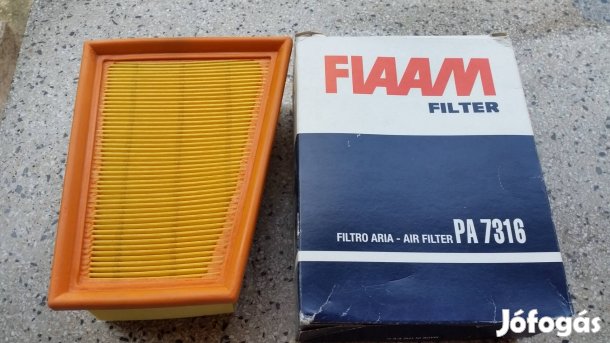 FIAAM
FILTER
FILTRO ARIA - AIR FILTER PA 7316
Jófogás